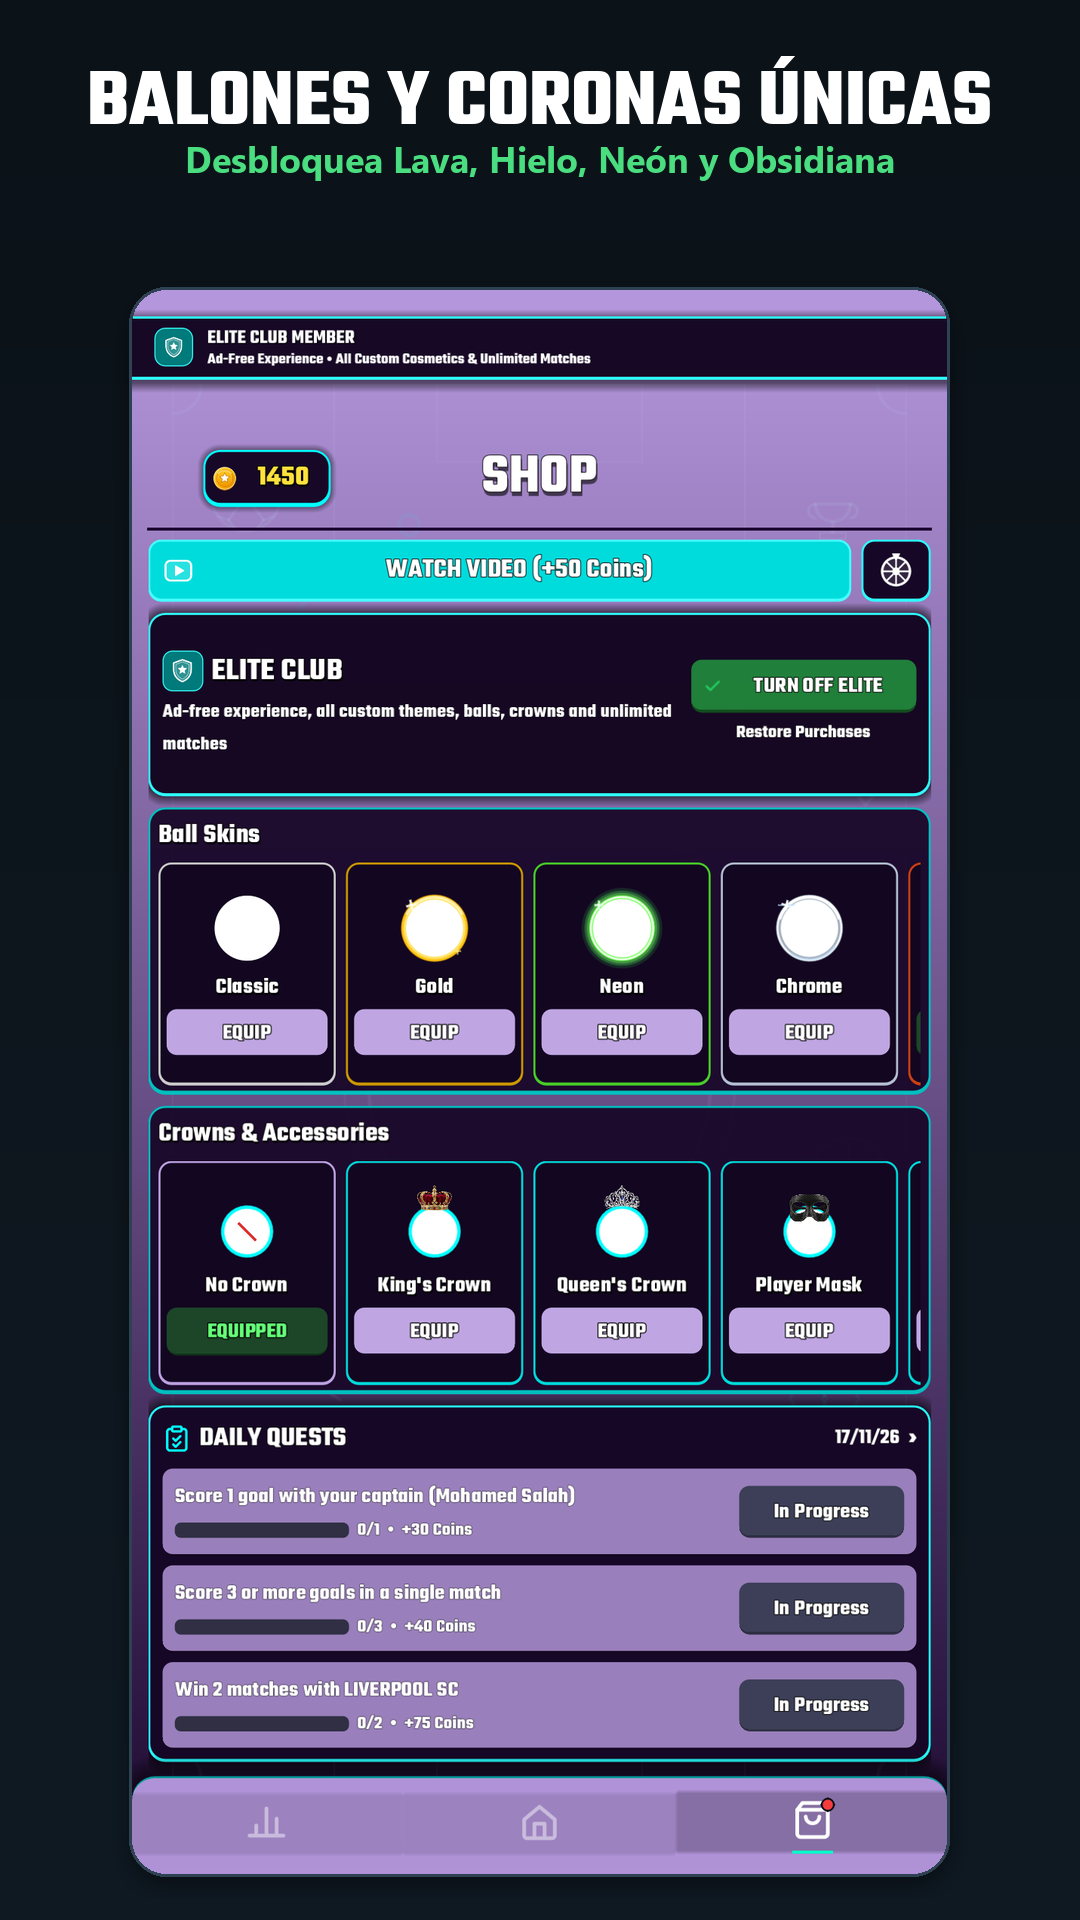 BALONES Y CORONAS ÚNICAS
Desbloquea Lava, Hielo, Neón y Obsidiana
ELITE CLUB MEMBER
Ad-Free Experience • All Custom Cosmetics & Unlimited Matches
1450
SHOP
WATCH VIDEO (+50 Coins)
ELITE CLUB
Ad-free experience, all custom themes, balls, crowns and unlimited
matches
TURN OFF ELITE
Restore Purchases
Ball Skins
Classic
Gold
Neon
Chrome
EQUIP
EQUIP
EQUIP
EQUIP
Crowns & Accessories
No Crown
King's Crown
Queen's Crown
Player Mask
EQUIPPED
EQUIP
EQUIP
EQUIP
DAILY QUESTS
17/11/26 ›
Score 1 goal with your captain (Mohamed Salah)
0/1 • +30 Coins
In Progress
Score 3 or more goals in a single match
0/3 • +40 Coins
In Progress
Win 2 matches with LIVERPOOL SC
0/2 • +75 Coins
In Progress